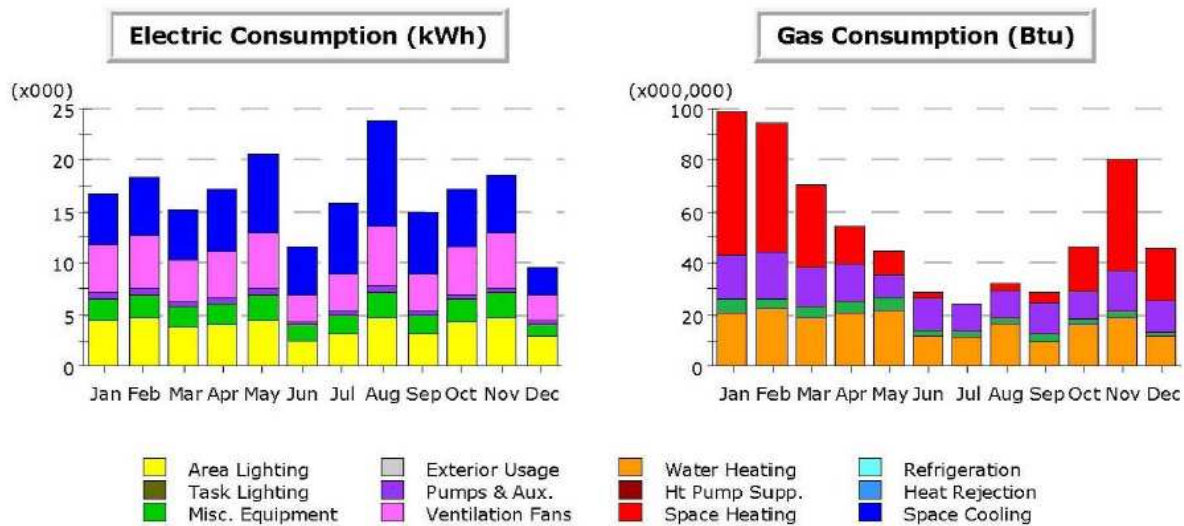 Electric Consumption (kWh)
Gas Consumption (Btu)
(x000)
25
20
15
10
5
0
Jan Feb Mar Apr May Jun Jul Aug Sep Oct Nov Dec
(x000,000)
100
80
60
40
20
0
Jan Feb Mar Apr May Jun Jul Aug Sep Oct Nov Dec
Area Lighting
Task Lighting
Misc. Equipment
Exterior Usage
Pumps & Aux.
Ventilation Fans
Water Heating
Ht Pump Supp.
Space Heating
Refrigeration
Heat Rejection
Space Cooling